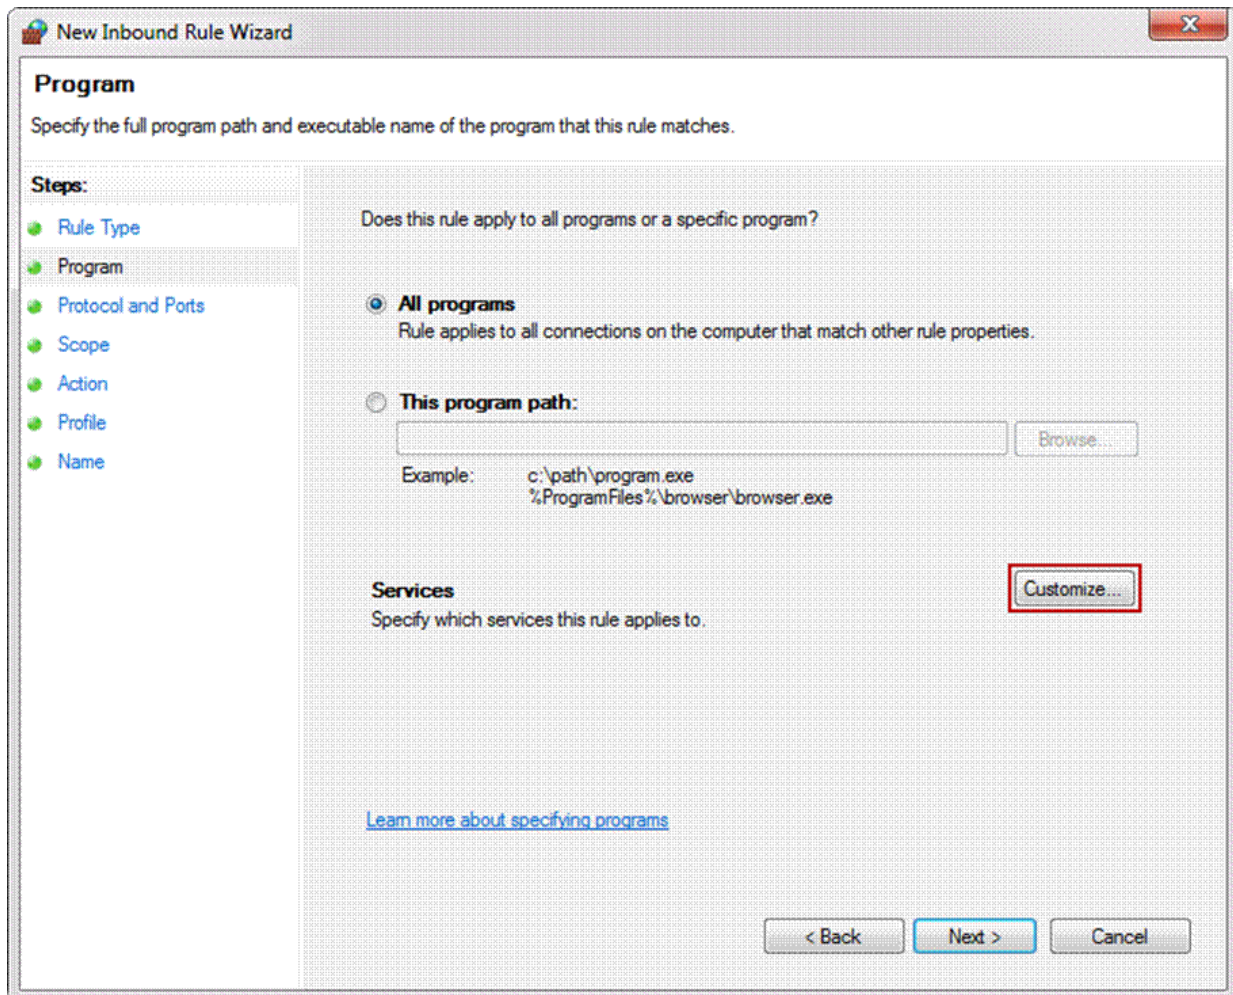 New Inbound Rule Wizard
Program
Specify the full program path and executable name of the program that this rule matches.
Steps:
Rule Type
Program
Protocol and Ports
Scope
Action
Profile
Name
Does this rule apply to all programs or a specific program?
All programs
Rule applies to all connections on the computer that match other rule properties.
This program path:
Browse...
Example: c:\path\program.exe
%ProgramFiles%\browser\browser.exe
Services
Customize...
Specify which services this rule applies to.
Learn more about specifying programs
< Back Next > Cancel